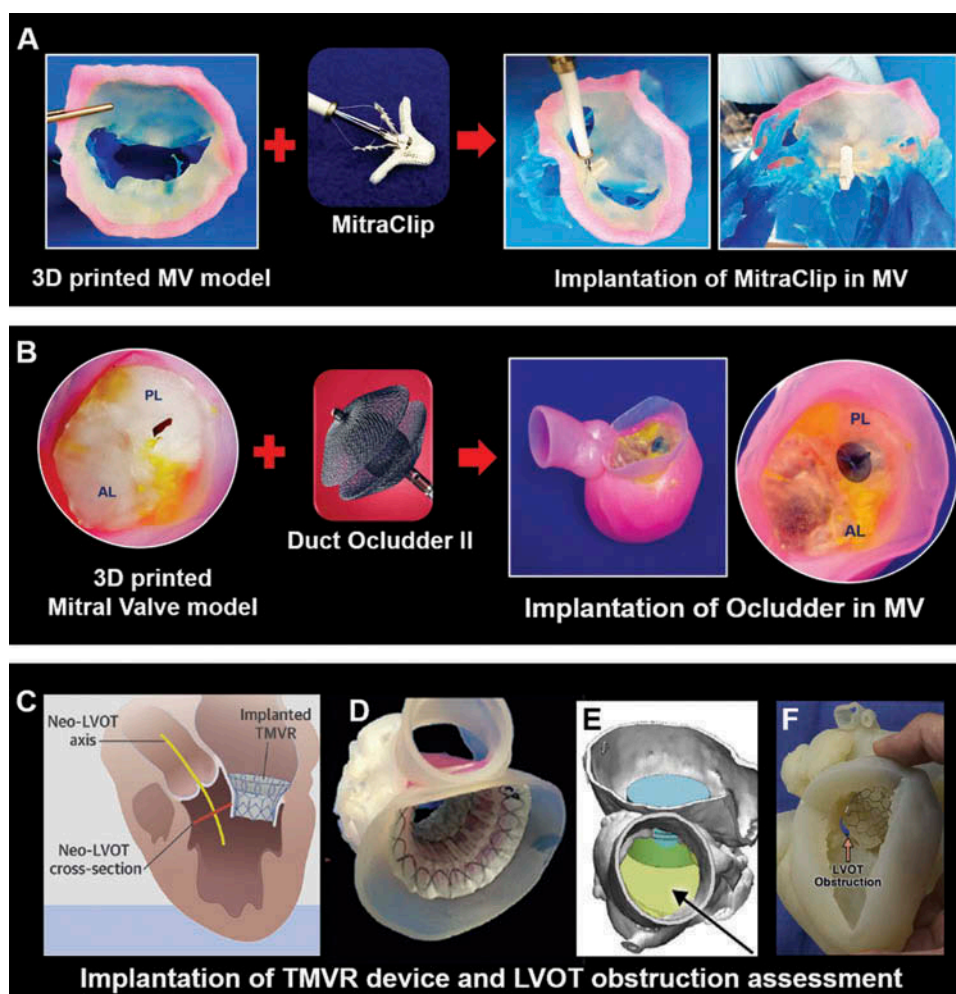 A
MitraClip
3D printed MV model
Implantation of MitraClip in MV
B
PL
AL
3D printed
Mitral Valve model
Duct Ocludder II
PL
AL
Implantation of Ocludder in MV
C
Neo-LVOT
axis
Implanted
TMVR
Neo-LVOT
cross-section
D
E
F
LVOT
Obstruction
Implantation of TMVR device and LVOT obstruction assessment